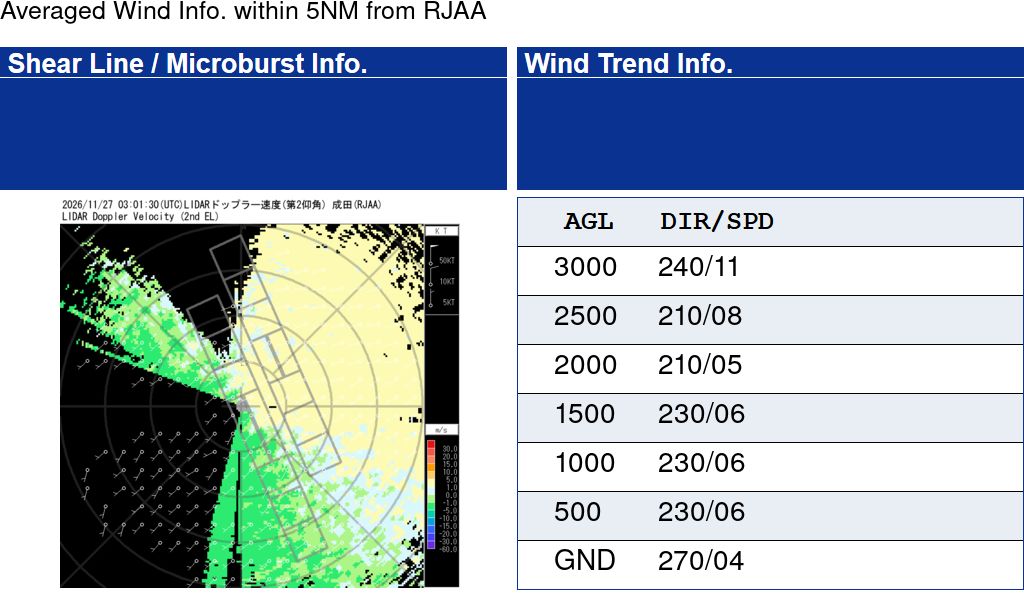 Averaged Wind Info. within 5NM from RJAA
Shear Line / Microburst Info.
Wind Trend Info.
2026/11/27 03:01:30(UTC)LIDARドップラー速度(第2仰角) 成田(RJAA)
LIDAR Doppler Velocity (2nd EL)
K T
50KT
10KT
5KT
m/s
30.0
20.0
15.0
10.0
5.0
1.0
0.0
-1.0
-5.0
-10.0
-15.0
-20.0
-30.0
-60.0
AGL DIR/SPD
3000 240/11
2500 210/08
2000 210/05
1500 230/06
1000 230/06
500 230/06
GND 270/04